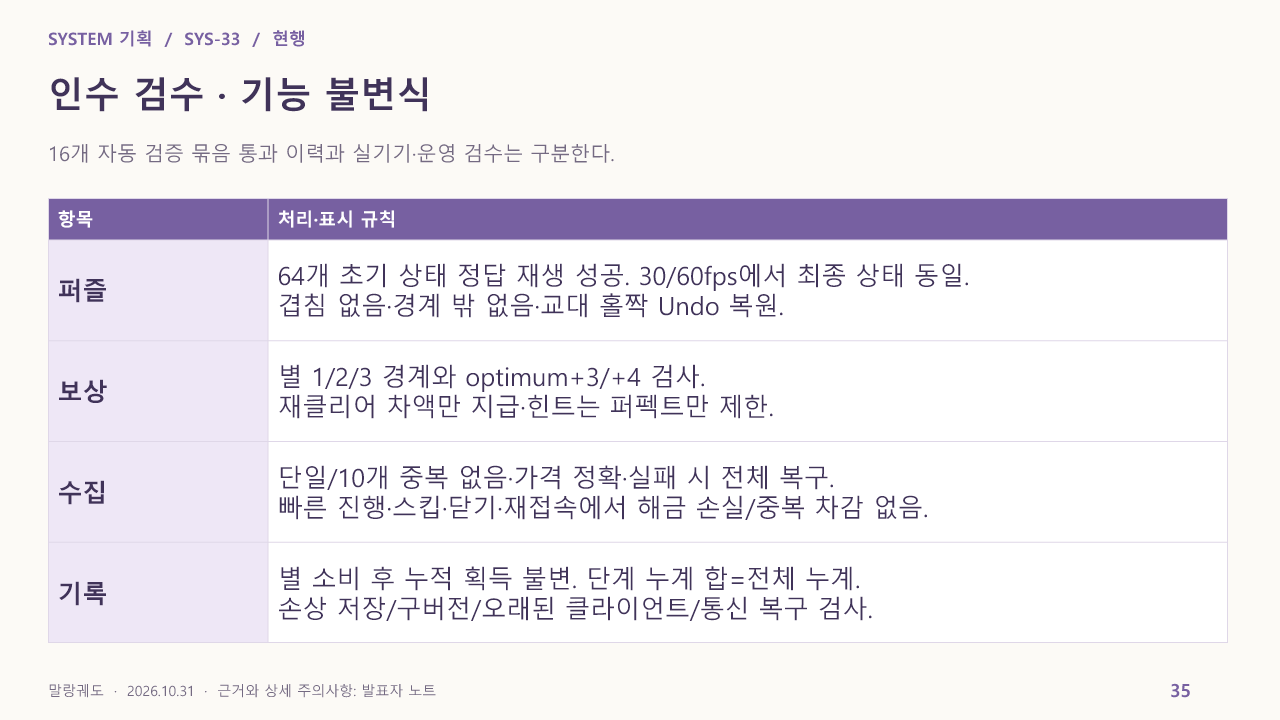 SYSTEM 기획 / SYS-33 / 현행
인수 검수 · 기능 불변식
16개 자동 검증 묶음 통과 이력과 실기기·운영 검수는 구분한다.
항목
처리·표시 규칙
퍼즐
64개 초기 상태 정답 재생 성공. 30/60fps에서 최종 상태 동일.
겹침 없음·경계 밖 없음·교대 홀짝 Undo 복원.
보상
별 1/2/3 경계와 optimum+3/+4 검사.
재클리어 차액만 지급·힌트는 퍼펙트만 제한.
수집
단일/10개 중복 없음·가격 정확·실패 시 전체 복구.
빠른 진행·스킵·닫기·재접속에서 해금 손실/중복 차감 없음.
기록
별 소비 후 누적 획득 불변. 단계 누계 합=전체 누계.
손상 저장/구버전/오래된 클라이언트/통신 복구 검사.
말랑궤도 · 2026.10.31 · 근거와 상세 주의사항: 발표자 노트
35